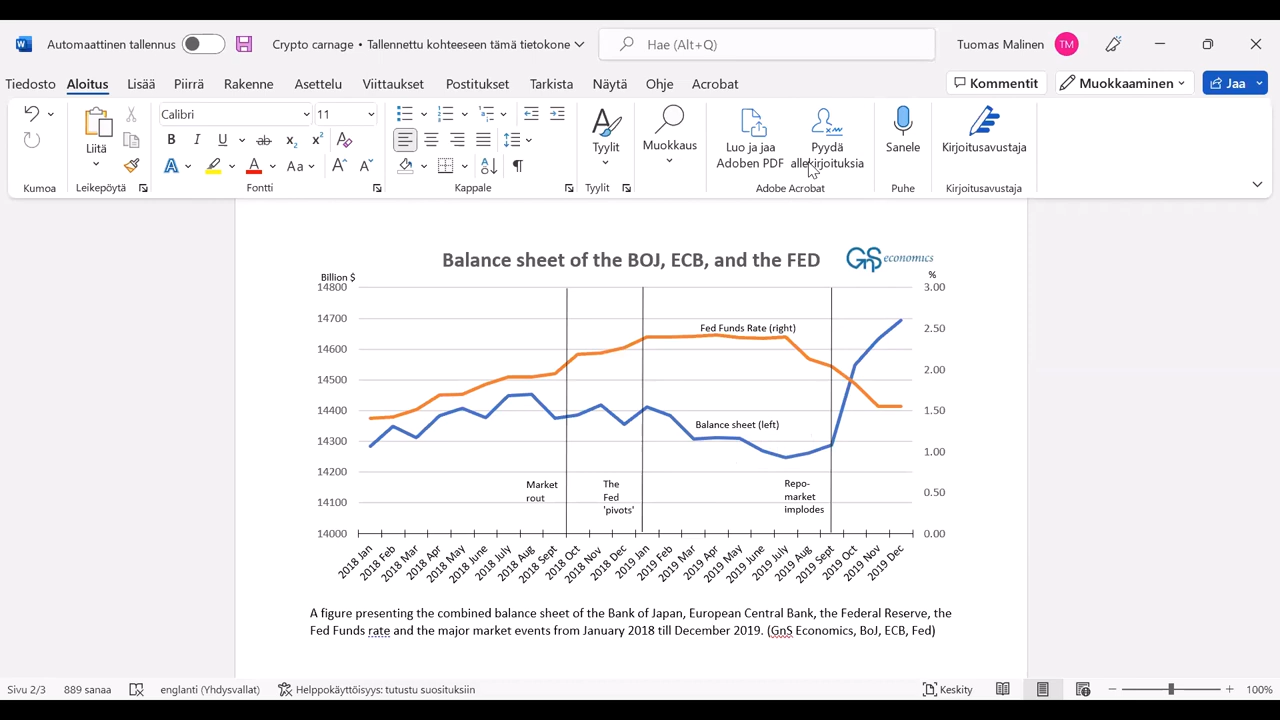 Automaattinen tallennus
Crypto carnage • Tallennettu kohteeseen tämä tietokone
Hae (Alt+Q)
Tuomas Malinen TM
Tiedosto Aloitus Lisää Piirrä Rakenne Asettelu Viittaukset Postitukset Tarkista Näytä Ohje Acrobat
Kommentit Muokkaaminen Jaa
Calibri 11
Liitä
Tyylit
Muokkaus
Luo ja jaa
Adoben PDF
Pyydä
allekirjoituksia
Sanele
Kirjoitusavustaja
Kumoa Leikepöytä Fontti Kappale Tyylit Adobe Acrobat Puhe Kirjoitusavustaja
Balance sheet of the BOJ, ECB, and the FED
GnS economics
Billion $
%
14800
14700
14600
14500
14400
14300
14200
14100
14000
3.00
2.50
2.00
1.50
1.00
0.50
0.00
Fed Funds Rate (right)
Balance sheet (left)
Market
rout
The
Fed
'pivots'
Repo-
market
implodes
2018 Jan
2018 Feb
2018 Mar
2018 Apr
2018 May
2018 June
2018 July
2018 Aug
2018 Sept
2018 Oct
2018 Nov
2018 Dec
2019 Jan
2019 Feb
2019 Mar
2019 Apr
2019 May
2019 June
2019 July
2019 Aug
2019 Sept
2019 Oct
2019 Nov
2019 Dec
A figure presenting the combined balance sheet of the Bank of Japan, European Central Bank, the Federal Reserve, the
Fed Funds rate and the major market events from January 2018 till December 2019. (GnS Economics, BoJ, ECB, Fed)
Sivu 2/3 889 sanaa englanti (Yhdysvallat) Helppokäyttöisyys: tutustu suosituksiin Keskity 100%